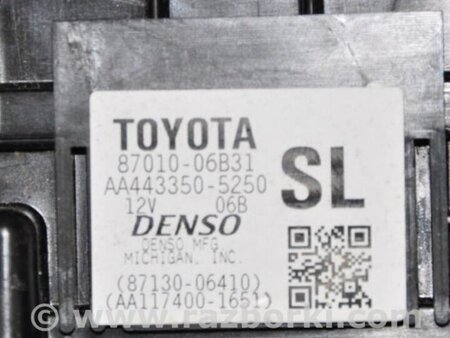 TOYOTA
87010-06B31
AA443350-5250
SL
12V 06B
DENSO
DENSO MFG
MICHIGAN, INC.
(87130-06410)
(AA117400-1651)
www.razborki.com